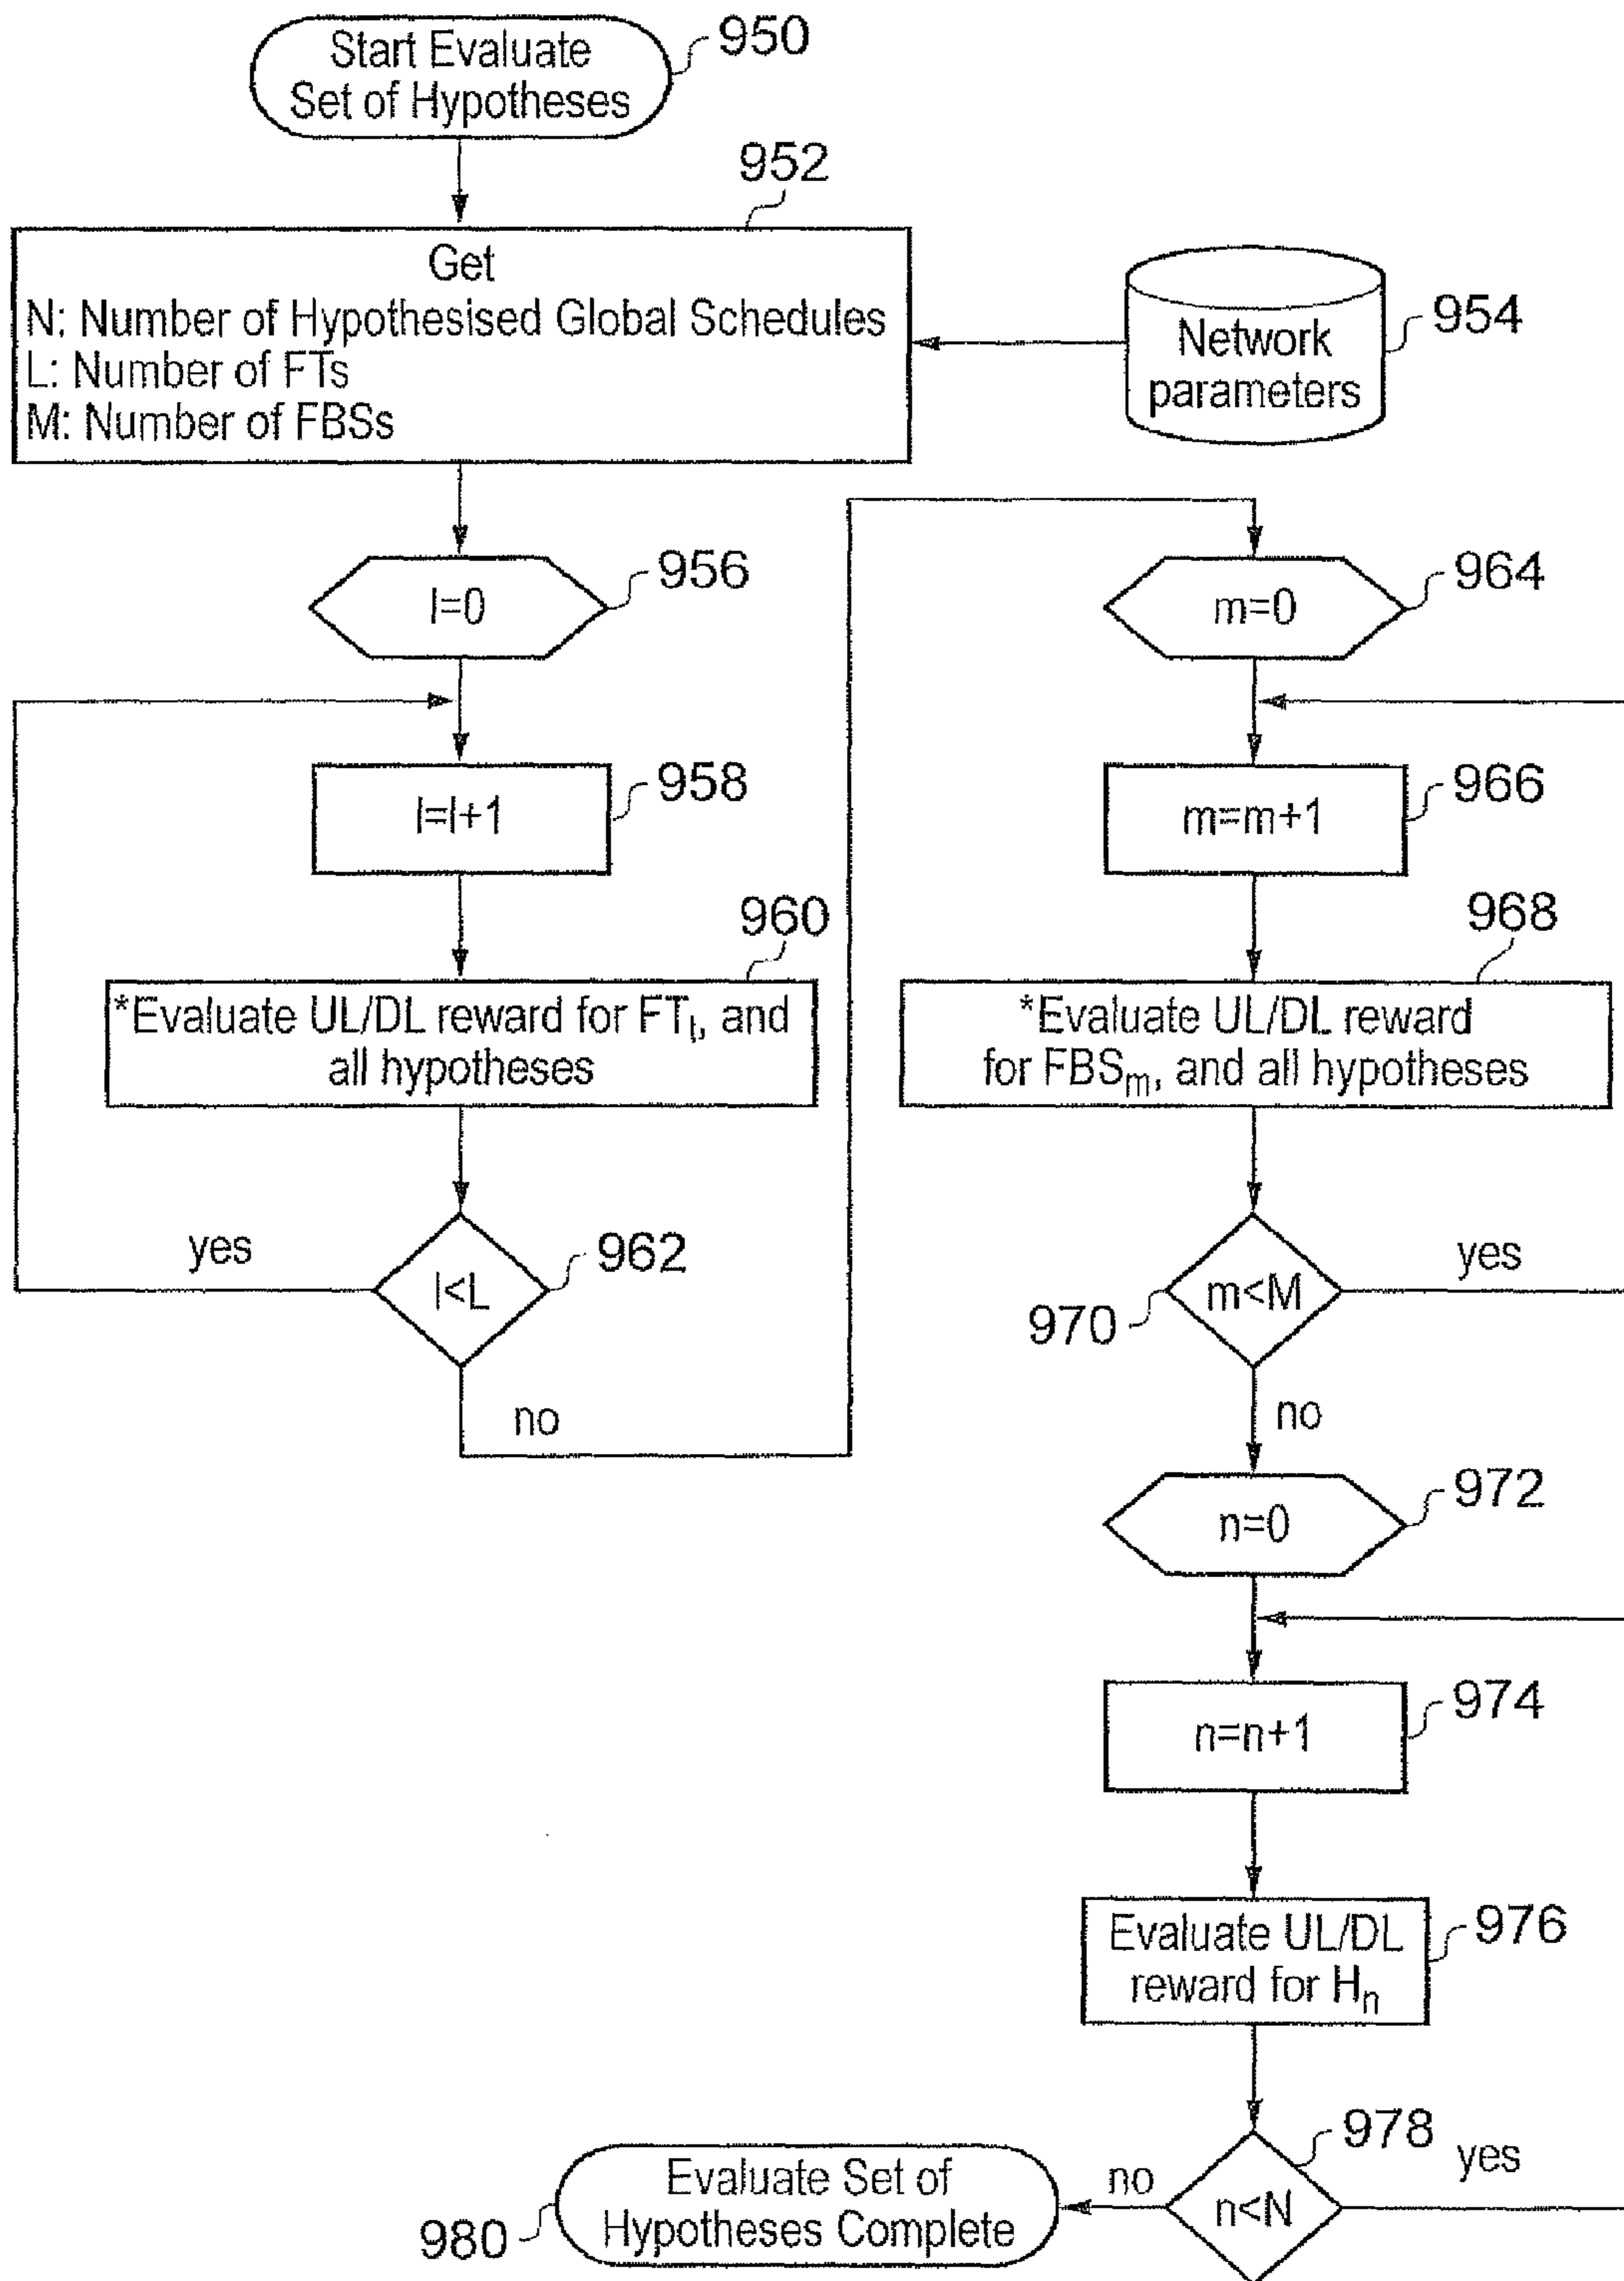 Start Evaluate
Set of Hypotheses
950
952
Get
N: Number of Hypothesised Global Schedules
L: Number of FTs
M: Number of FBSs
Network
parameters
954
l=0
956
l=l+1
958
960
*Evaluate UL/DL reward for FTl, and
all hypotheses
l<L
962
yes
no
m=0
964
m=m+1
966
968
*Evaluate UL/DL reward
for FBSm, and all hypotheses
m<M
970
yes
no
n=0
972
n=n+1
974
Evaluate UL/DL
reward for Hn
976
n<N
978
yes
no
Evaluate Set of
Hypotheses Complete
980